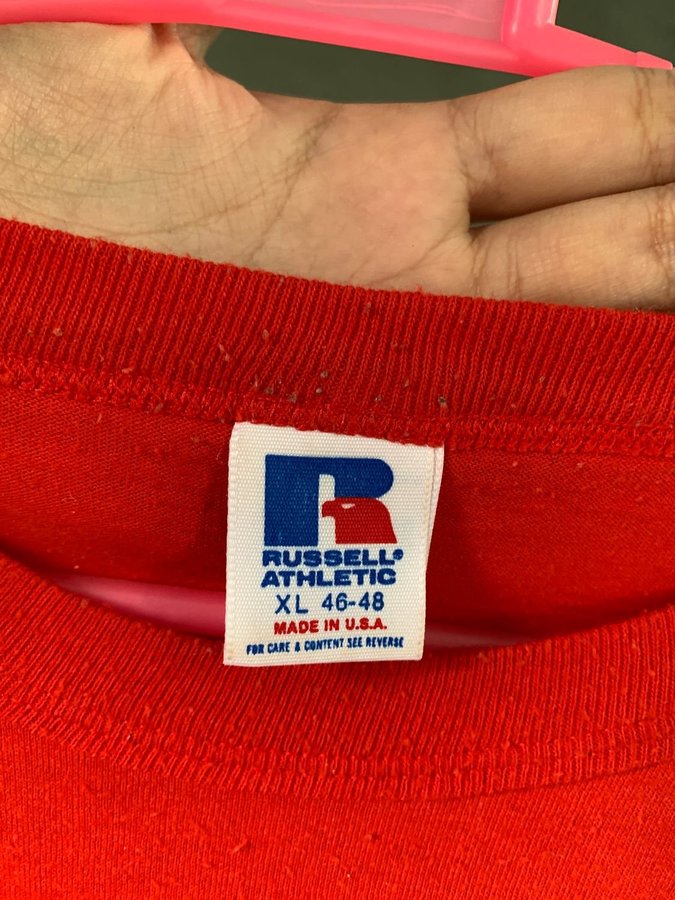 R
RUSSELL®
ATHLETIC
XL 46-48
MADE IN U.S.A.
FOR CARE & CONTENT SEE REVERSE